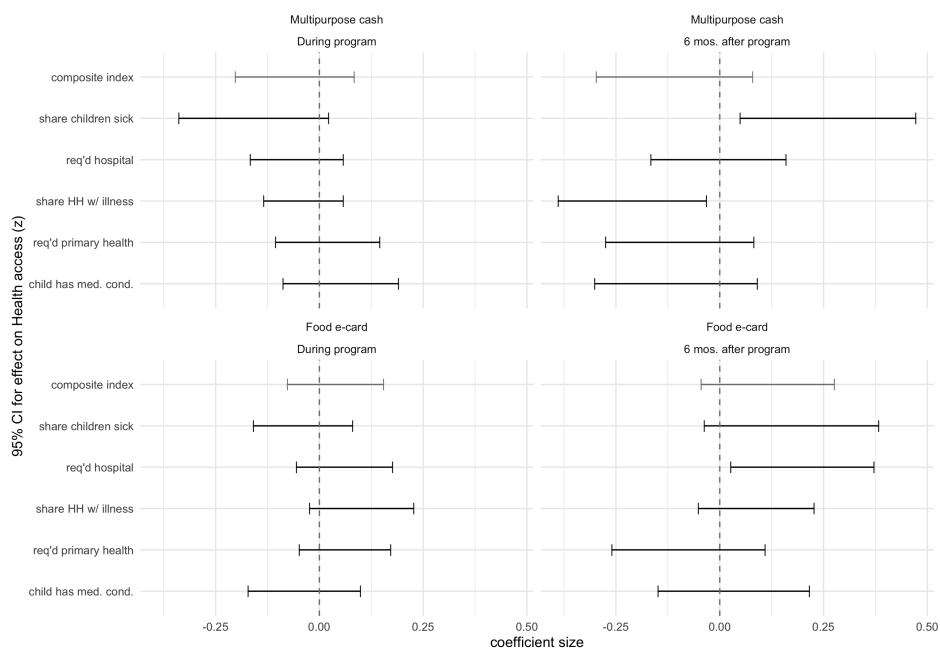 Multipurpose cash
Multipurpose cash
During program
6 mos. after program
composite index
share children sick
req'd hospital
share HH w/ illness
req'd primary health
child has med. cond.
Food e-card
Food e-card
During program
6 mos. after program
composite index
share children sick
req'd hospital
share HH w/ illness
req'd primary health
child has med. cond.
-0.25 0.00 0.25 0.50
-0.25 0.00 0.25 0.50
coefficient size
95% CI for effect on Health access (z)